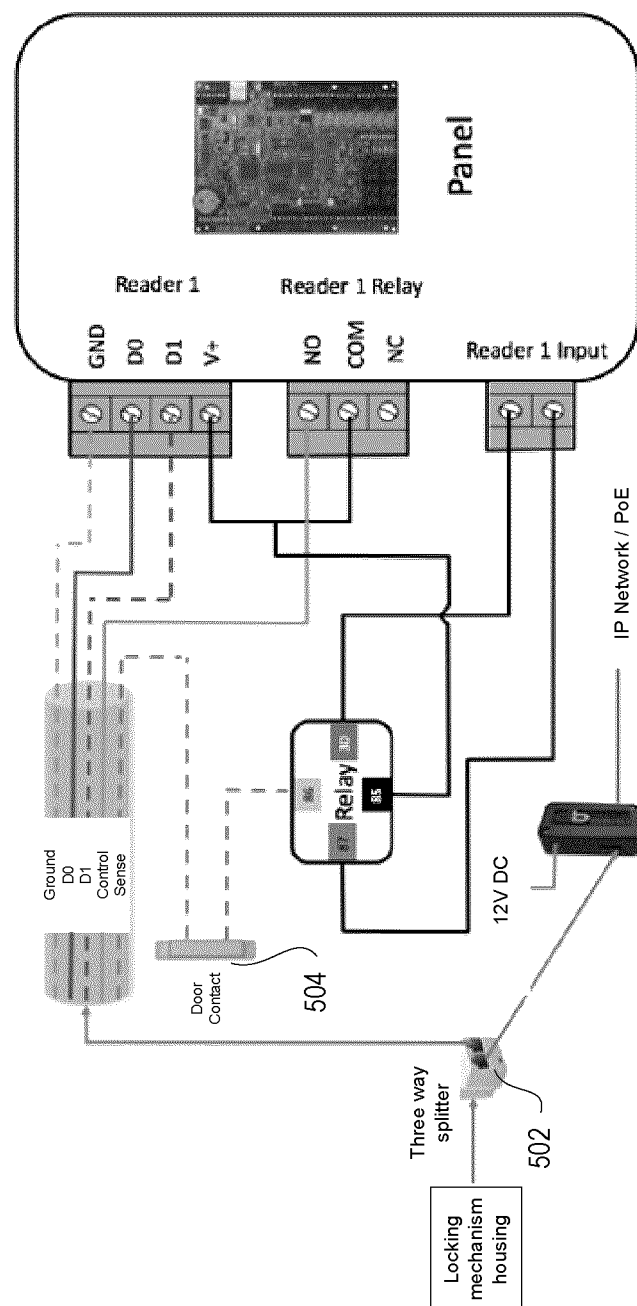 Panel
Reader 1
Reader 1 Relay
Reader 1 Input
GND
D0
D1
V+
NO
COM
NC
Ground
D0
D1
Control
Sense
Door
Contact
504
Relay
86
30
85
87
12V DC
IP Network / PoE
Three way
splitter
502
Locking
mechanism
housing